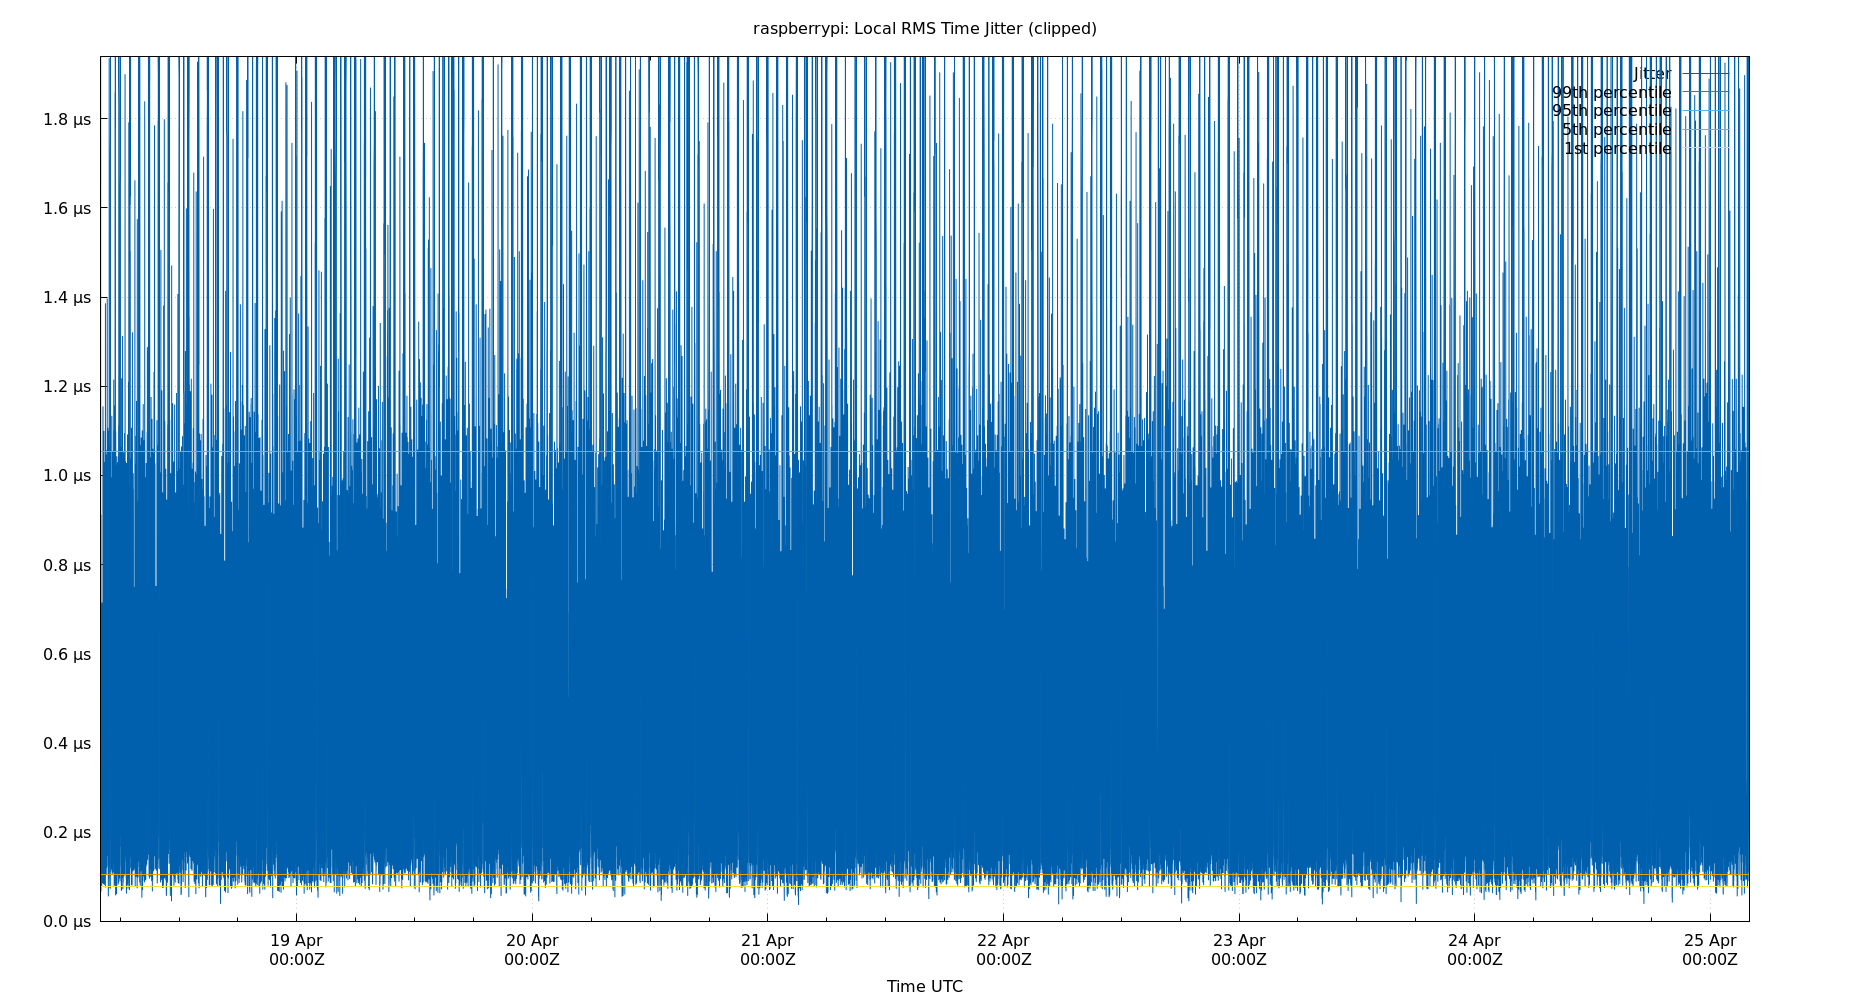 raspberrypi: Local RMS Time Jitter (clipped)
Jitter
99th percentile
95th percentile
5th percentile
1st percentile
1.8 µs
1.6 µs
1.4 µs
1.2 µs
1.0 µs
0.8 µs
0.6 µs
0.4 µs
0.2 µs
0.0 µs
19 Apr 20 Apr 21 Apr 22 Apr 23 Apr 24 Apr 25 Apr
00:00Z 00:00Z 00:00Z 00:00Z 00:00Z 00:00Z 00:00Z
Time UTC